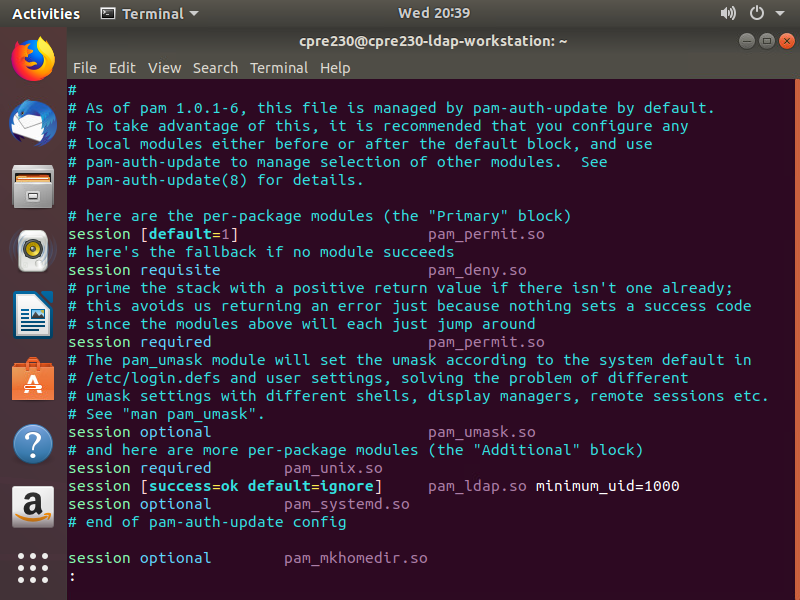 Activities Terminal Wed 20:39
cpre230@cpre230-ldap-workstation: ~
File Edit View Search Terminal Help
#
# As of pam 1.0.1-6, this file is managed by pam-auth-update by default.
# To take advantage of this, it is recommended that you configure any
# local modules either before or after the default block, and use
# pam-auth-update to manage selection of other modules.  See
# pam-auth-update(8) for details.
# here are the per-package modules (the "Primary" block)
session [default=1]                     pam_permit.so
# here's the fallback if no module succeeds
session requisite                       pam_deny.so
# prime the stack with a positive return value if there isn't one already;
# this avoids us returning an error just because nothing sets a success code
# since the modules above will each just jump around
session required                        pam_permit.so
# The pam_umask module will set the umask according to the system default in
# /etc/login.defs and user settings, solving the problem of different
# umask settings with different shells, display managers, remote sessions etc.
# See "man pam_umask".
session optional                        pam_umask.so
# and here are more per-package modules (the "Additional" block)
session required        pam_unix.so
session [success=ok default=ignore]     pam_ldap.so minimum_uid=1000
session optional        pam_systemd.so
# end of pam-auth-update config
session optional        pam_mkhomedir.so
: